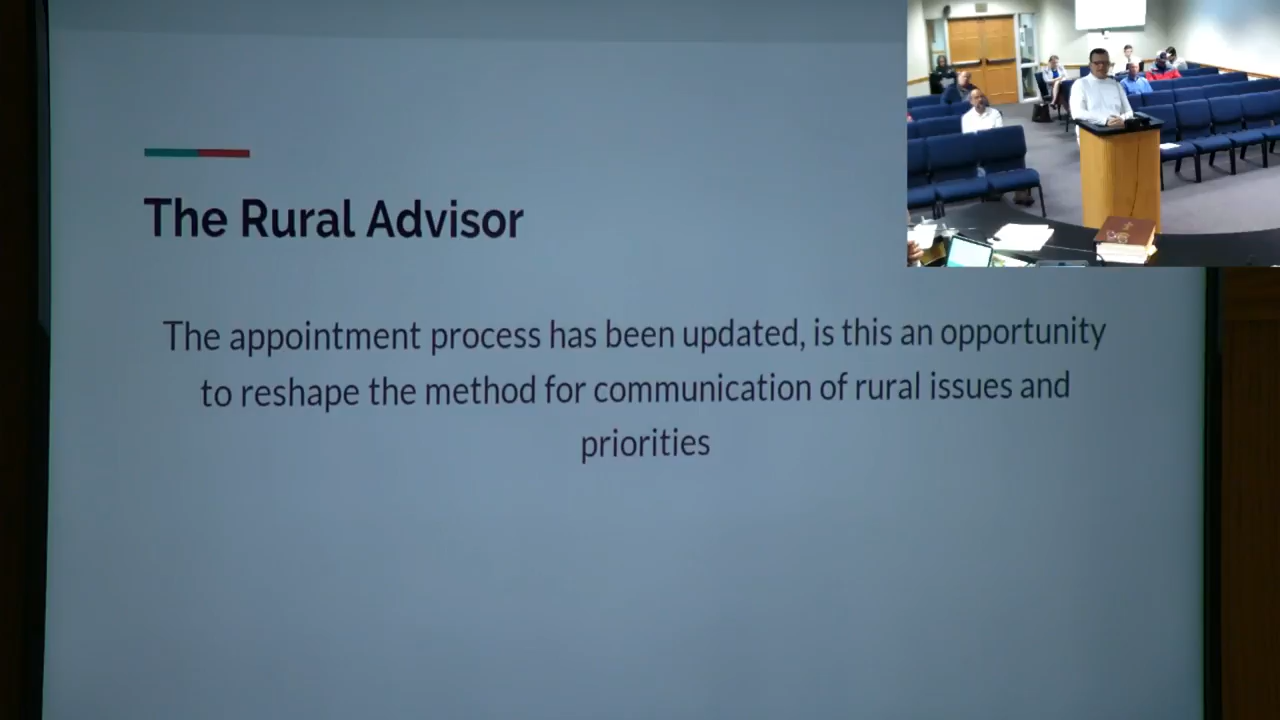 The Rural Advisor
The appointment process has been updated, is this an opportunity
to reshape the method for communication of rural issues and
priorities